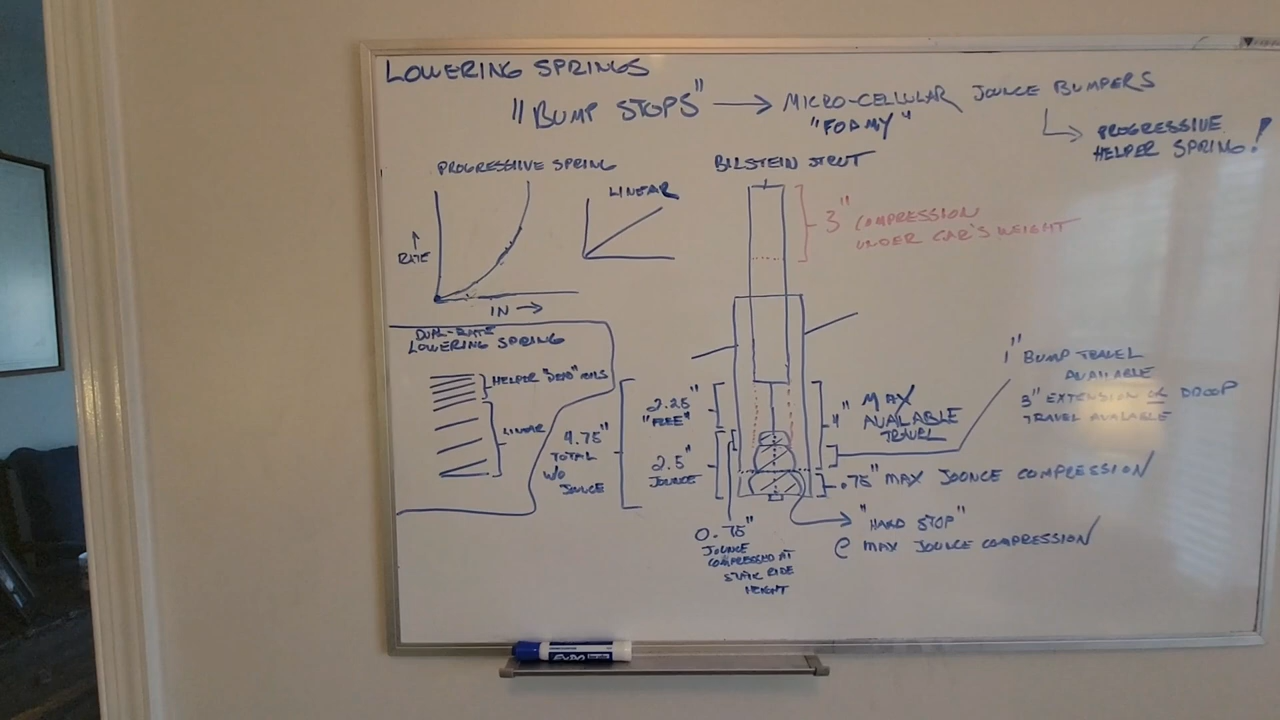 LOWERING SPRINGS
"BUMP STOPS" → MICRO-CELLULAR JOUNCE BUMPERS
"FOAMY"
PROGRESSIVE
HELPER SPRING!
PROGRESSIVE SPRING
↑
RATE
IN →
LINEAR
BILSTEIN STRUT
3" COMPRESSION
UNDER CAR'S WEIGHT
DUAL-RATE
LOWERING SPRING
HELPER "DEAD" COILS
LINEAR
4.75"
TOTAL
W/O
JOUNCE
2.25"
"FREE"
2.5"
JOUNCE
0.75"
JOUNCE
COMPRESSED AT
STATIC RIDE
HEIGHT
4" MAX
AVAILABLE
TRAVEL
1" BUMP TRAVEL
AVAILABLE
3" EXTENSION OR DROOP
TRAVEL AVAILABLE
.75" MAX JOUNCE COMPRESSION
"HARD STOP"
@ MAX JOUNCE COMPRESSION
EXPO